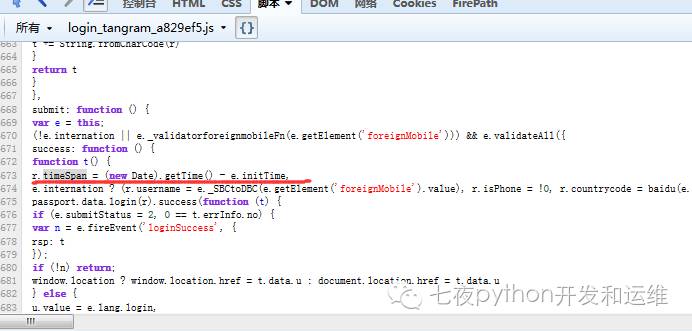 控制台 HTML CSS 脚本 DOM 网络 Cookies FirePath
所有 login_tangram_a829ef5.js {}
663 t += String.fromCharCode(r)
664 }
665 return t
666 }
667 },
668 submit: function () {
669 var e = this;
670 (!e.internation || e._validatorforeignmobileFn(e.getElement('foreignMobile'))) && e.validateAll({
671 success: function () {
672 function t() {
673 r.timeSpan = (new Date).getTime() - e.initTime,
674 e.internation ? (r.username = e._SBCtoDBC(e.getElement('foreignMobile').value), r.isPhone = !0, r.countrycode = baidu(e.
675 passport.data.login(r).success(function (t) {
676 if (e.submitStatus = 2, 0 == t.errInfo.no) {
677 var n = e.fireEvent('loginSuccess', {
678 rsp: t
679 });
680 if (!n) return;
681 window.location ? window.location.href = t.data.u : document.location.href = t.data.u
682 } else {
683 u.value = e.lang.login,
七夜python开发和运维